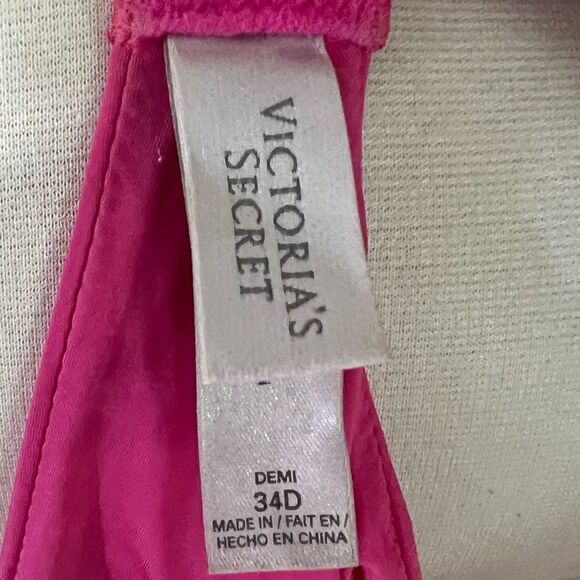 VICTORIA'S
SECRET
DEMI
34D
MADE IN / FAIT EN /
HECHO EN CHINA